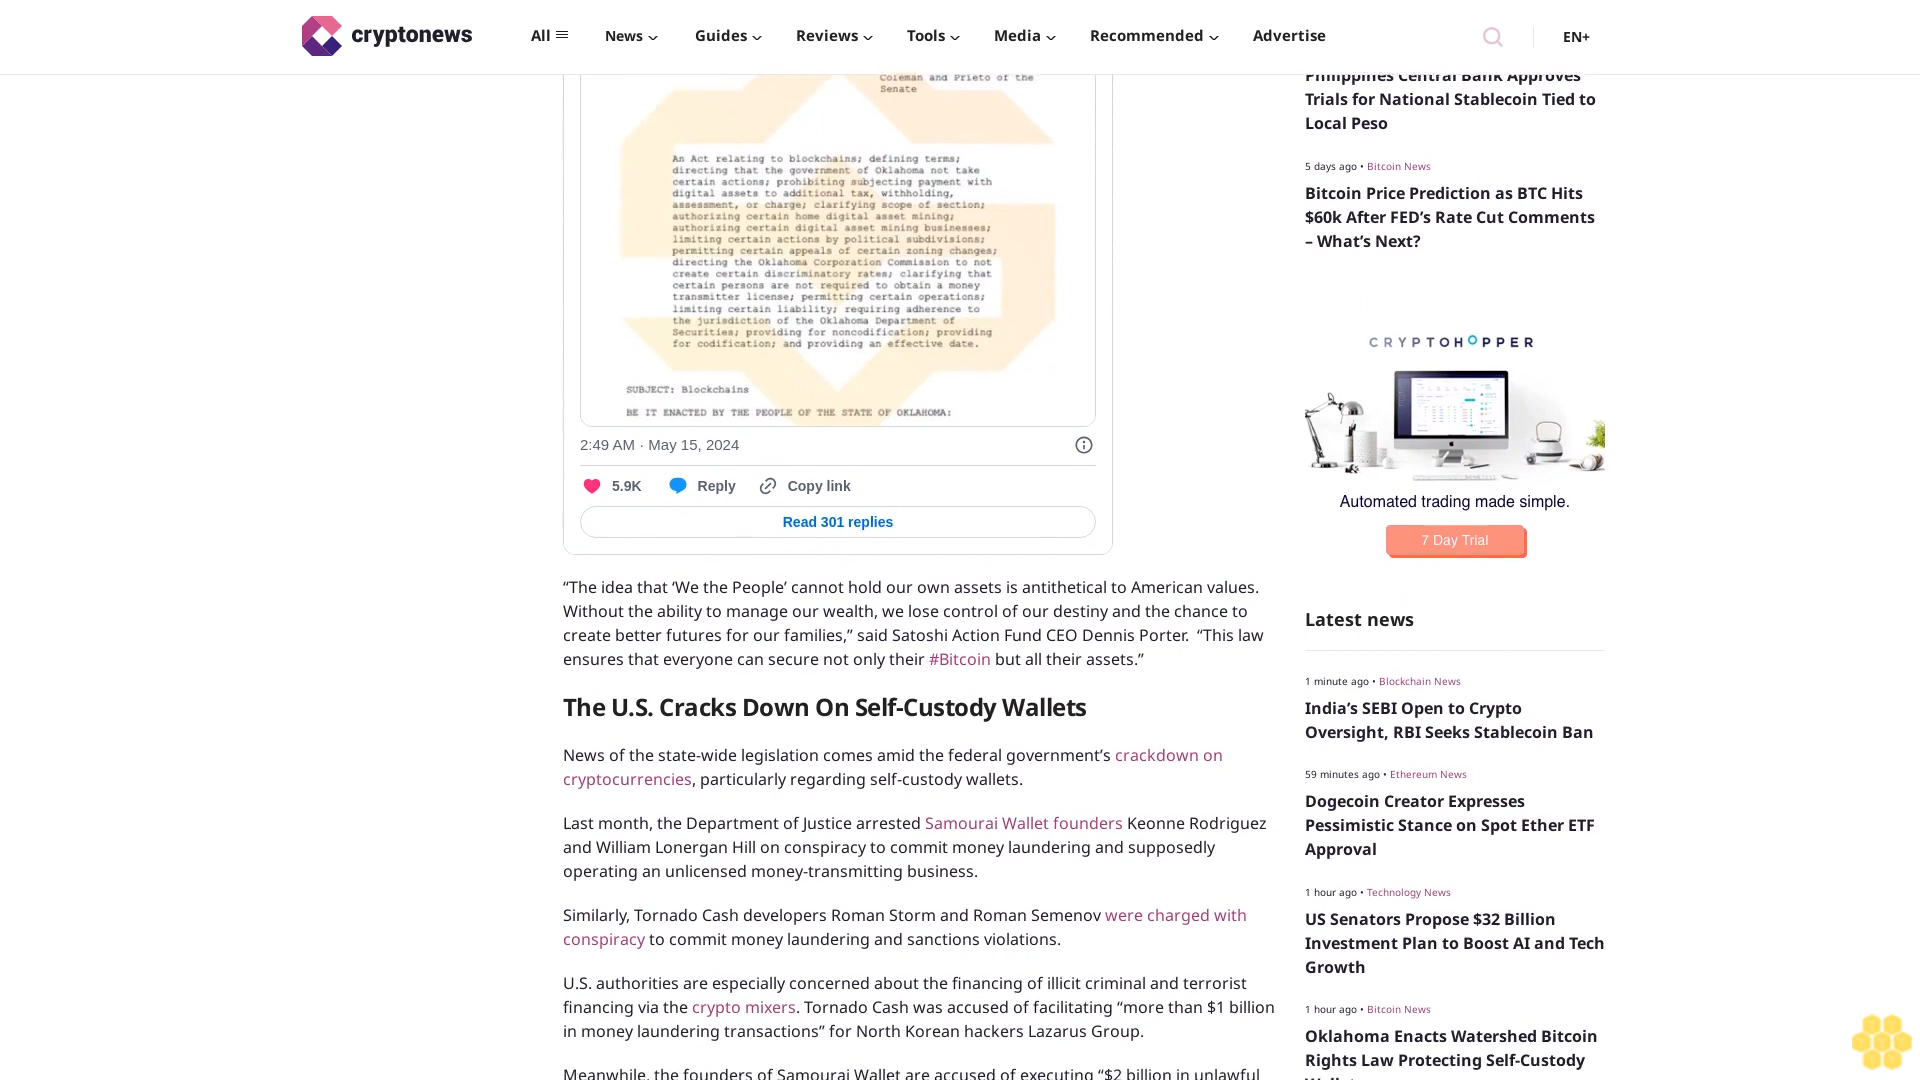 cryptonews
All
News
Guides
Reviews
Tools
Media
Recommended
Advertise
EN+
Coleman and Prieto of the
Senate
An Act relating to blockchains; defining terms;
directing that the government of Oklahoma not take
certain actions; prohibiting subjecting payment with
digital assets to additional tax, withholding,
assessment, or charge; clarifying scope of section;
authorizing certain home digital asset mining;
authorizing certain digital asset mining businesses;
limiting certain actions by political subdivisions;
permitting certain appeals of certain zoning changes;
directing the Oklahoma Corporation Commission to not
create certain discriminatory rates; clarifying that
certain persons are not required to obtain a money
transmitter license; permitting certain operations;
limiting certain liability; requiring adherence to
the jurisdiction of the Oklahoma Department of
Securities; providing for noncodification; providing
for codification; and providing an effective date.
SUBJECT: Blockchains
BE IT ENACTED BY THE PEOPLE OF THE STATE OF OKLAHOMA:
2:49 AM · May 15, 2024
5.9K
Reply
Copy link
Read 301 replies
“The idea that ‘We the People’ cannot hold our own assets is antithetical to American values.
Without the ability to manage our wealth, we lose control of our destiny and the chance to
create better futures for our families,” said Satoshi Action Fund CEO Dennis Porter.  “This law
ensures that everyone can secure not only their #Bitcoin but all their assets.”
The U.S. Cracks Down On Self-Custody Wallets
News of the state-wide legislation comes amid the federal government’s crackdown on
cryptocurrencies, particularly regarding self-custody wallets.
Last month, the Department of Justice arrested Samourai Wallet founders Keonne Rodriguez
and William Lonergan Hill on conspiracy to commit money laundering and supposedly
operating an unlicensed money-transmitting business.
Similarly, Tornado Cash developers Roman Storm and Roman Semenov were charged with
conspiracy to commit money laundering and sanctions violations.
U.S. authorities are especially concerned about the financing of illicit criminal and terrorist
financing via the crypto mixers. Tornado Cash was accused of facilitating “more than $1 billion
in money laundering transactions” for North Korean hackers Lazarus Group.
Meanwhile, the founders of Samourai Wallet are accused of executing “$2 billion in unlawful
Philippines Central Bank Approves
Trials for National Stablecoin Tied to
Local Peso
5 days ago • Bitcoin News
Bitcoin Price Prediction as BTC Hits
$60k After FED’s Rate Cut Comments
– What’s Next?
CRYPTOHOPPER
Automated trading made simple.
7 Day Trial
Latest news
1 minute ago • Blockchain News
India’s SEBI Open to Crypto
Oversight, RBI Seeks Stablecoin Ban
59 minutes ago • Ethereum News
Dogecoin Creator Expresses
Pessimistic Stance on Spot Ether ETF
Approval
1 hour ago • Technology News
US Senators Propose $32 Billion
Investment Plan to Boost AI and Tech
Growth
1 hour ago • Bitcoin News
Oklahoma Enacts Watershed Bitcoin
Rights Law Protecting Self-Custody